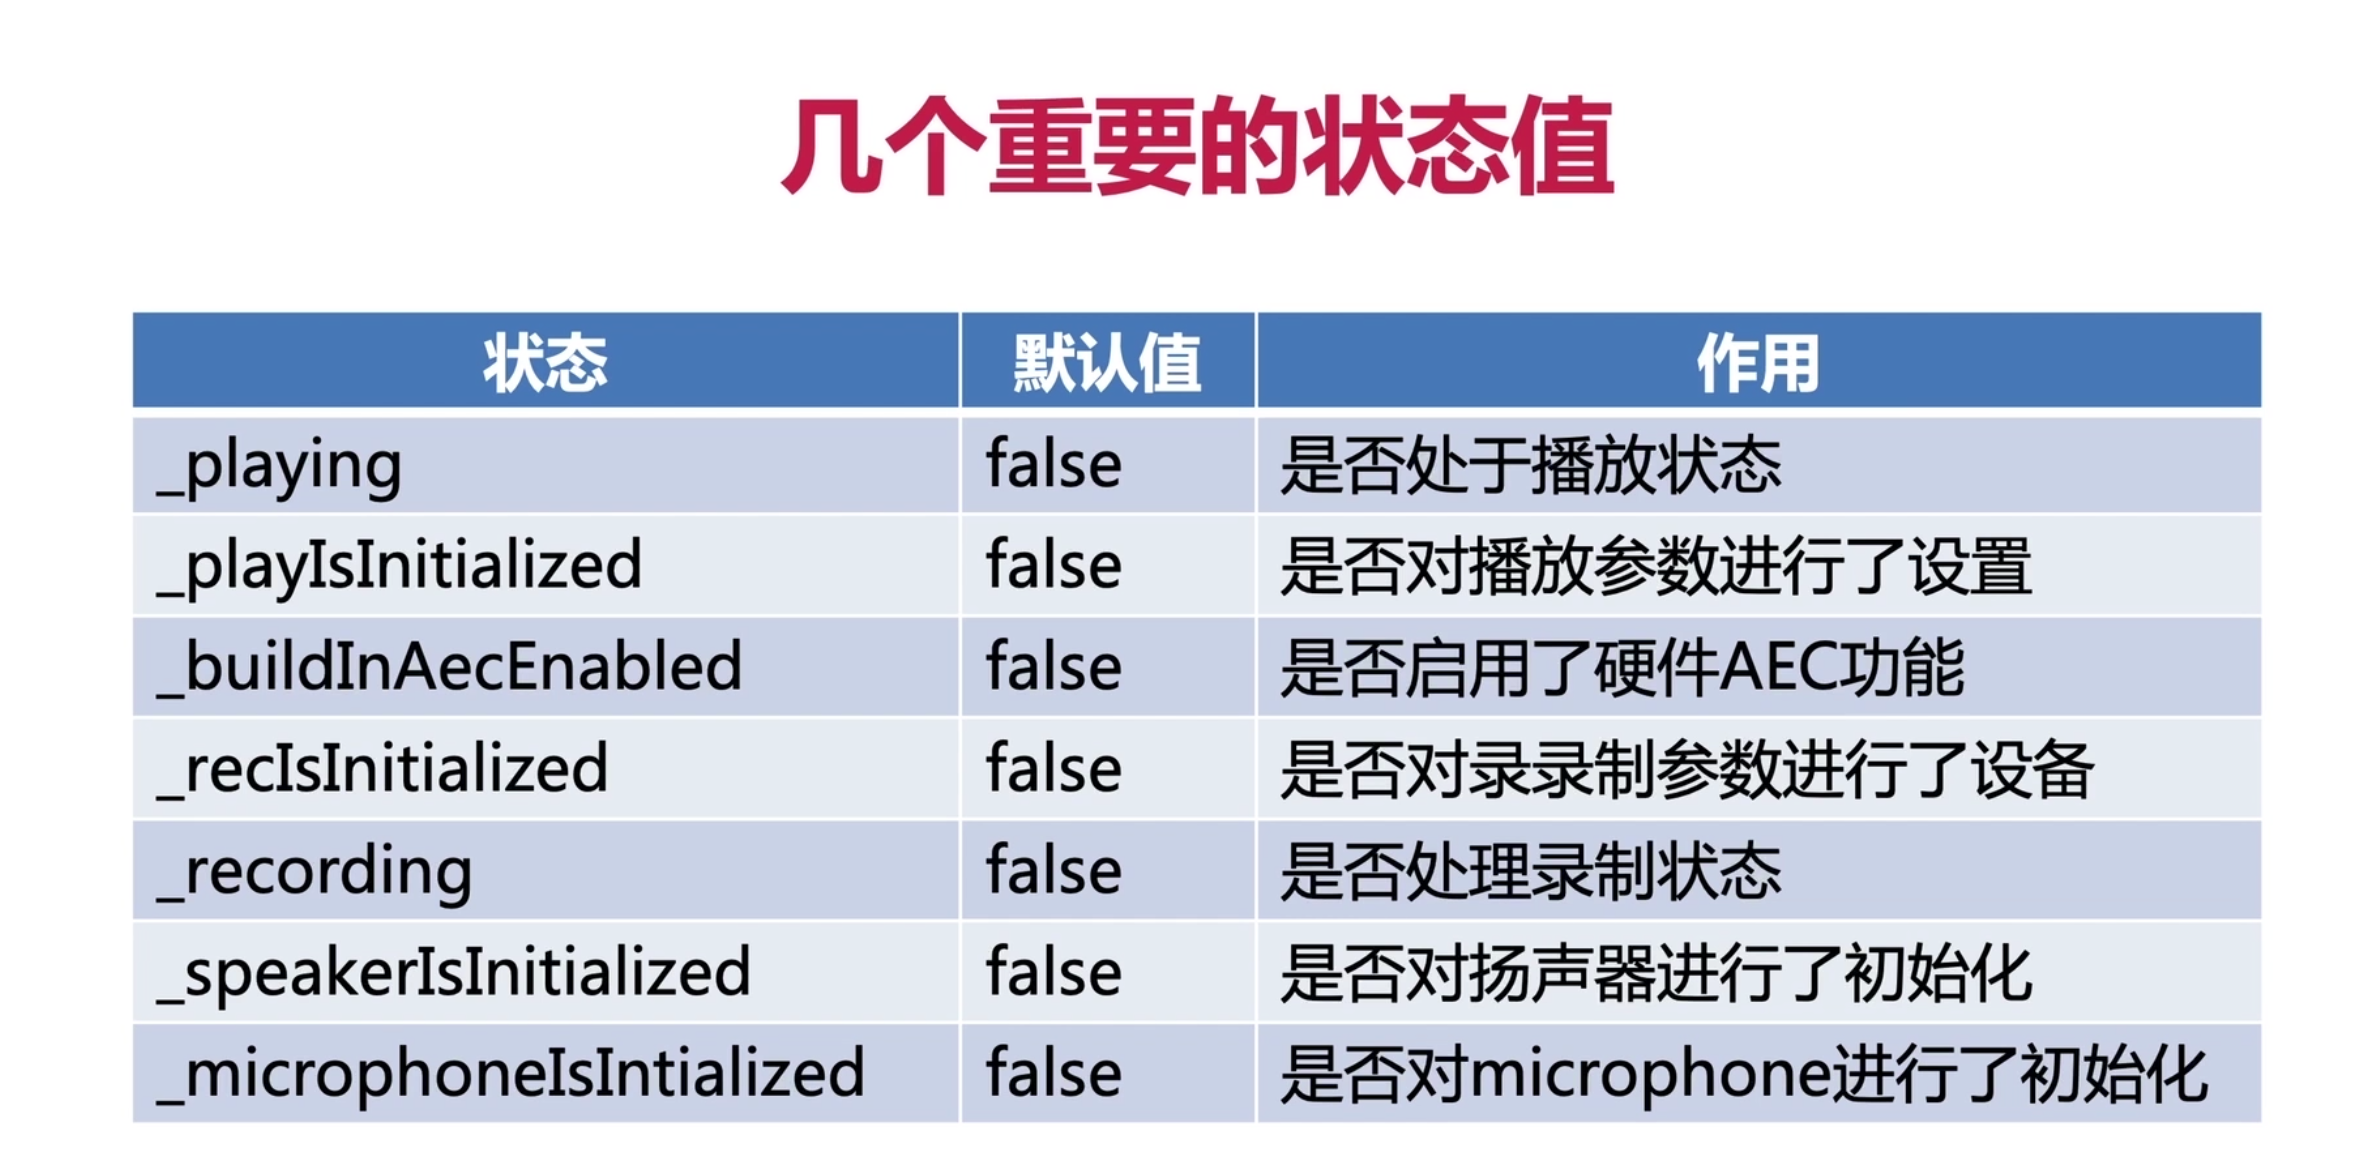 几个重要的状态值
状态 默认值 作用
_playing false 是否处于播放状态
_playIsInitialized false 是否对播放参数进行了设置
_buildInAecEnabled false 是否启用了硬件AEC功能
_recIsInitialized false 是否对录录制参数进行了设备
_recording false 是否处理录制状态
_speakerIsInitialized false 是否对扬声器进行了初始化
_microphoneIsIntialized false 是否对microphone进行了初始化